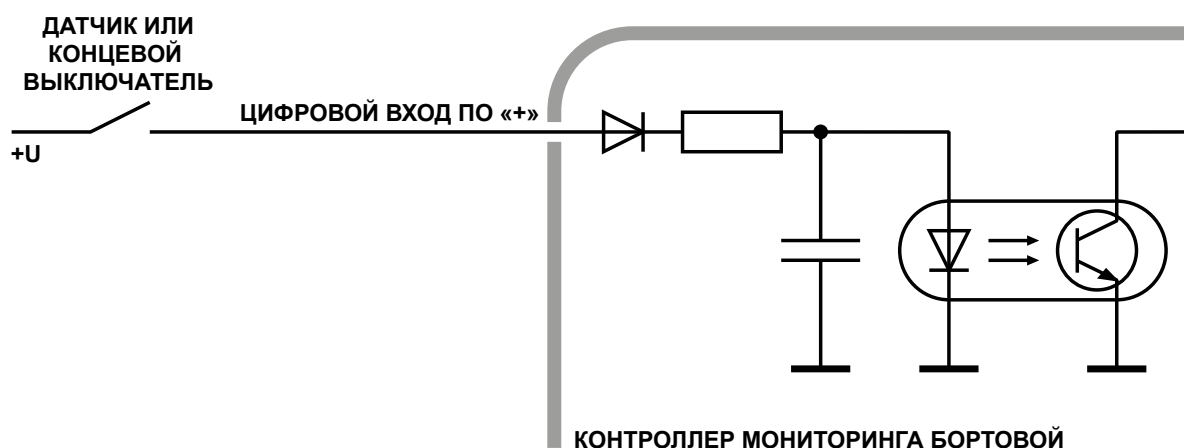 ДАТЧИК ИЛИ
КОНЦЕВОЙ
ВЫКЛЮЧАТЕЛЬ
ЦИФРОВОЙ ВХОД ПО «+»
+U
КОНТРОЛЛЕР МОНИТОРИНГА БОРТОВОЙ